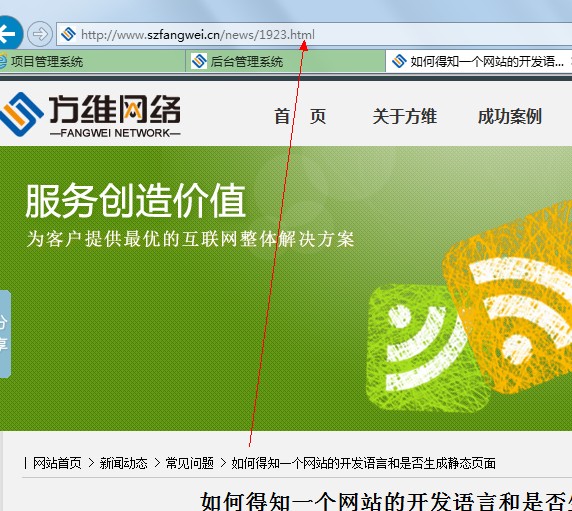 http://www.szfangwei.cn/news/1923.html
项目管理系统 后台管理系统 如何得知一个网站的开发语...
方维网络
—FANGWEI NETWORK—
首 页 关于方维 成功案例
服务创造价值
为客户提供最优的互联网整体解决方案
分
享
| 网站首页 > 新闻动态 > 常见问题 > 如何得知一个网站的开发语言和是否生成静态页面
如何得知一个网站的开发语言和是否